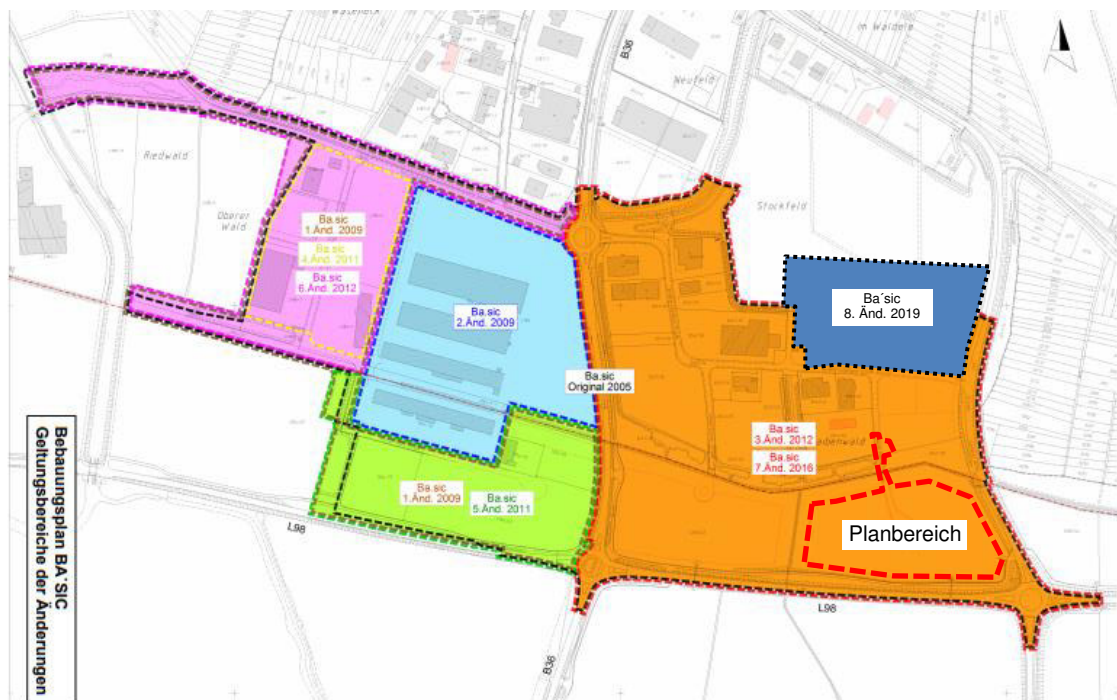 B36
im Waldele
Neufeld
Riedwald
Oberer
Wald
Stockfeld
Ba.sic
1.Änd. 2009
Ba.sic
4.Änd. 2011
Ba.sic
6.Änd. 2012
Ba.sic
2.Änd. 2009
Ba´sic
8. Änd. 2019
Ba.sic
Original 2005
Ba.sic
3.Änd. 2012
Ba.sic
7.Änd. 2016
Ba.sic
1.Änd. 2009
Ba.sic
5.Änd. 2011
Planbereich
L98
L98
B36
Bebauungsplan BA´SIC
Geltungsbereiche der Änderungen